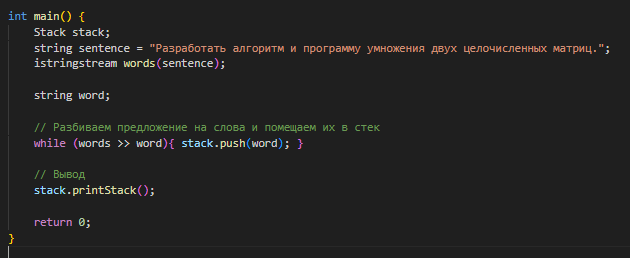 int main() {
Stack stack;
string sentence = "Разработать алгоритм и программу умножения двух целочисленных матриц.";
istringstream words(sentence);
string word;
// Разбиваем предложение на слова и помещаем их в стек
while (words >> word){ stack.push(word); }
// Вывод
stack.printStack();
return 0;
}